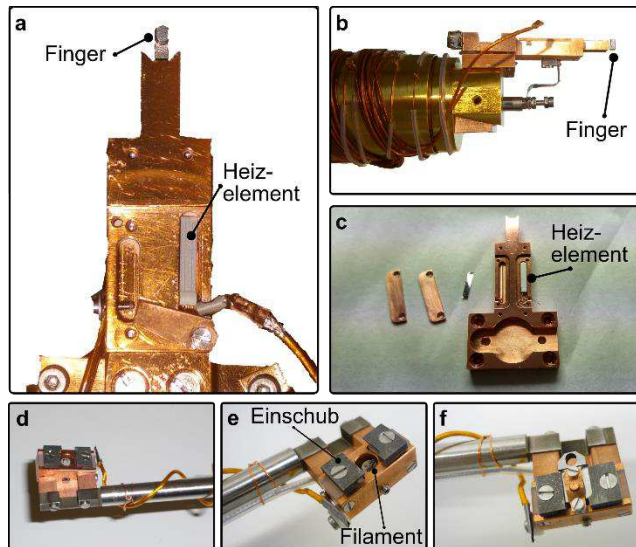 a
Finger
Heiz-
element
b
Finger
c
Heiz-
element
d
e
Einschub
Filament
f